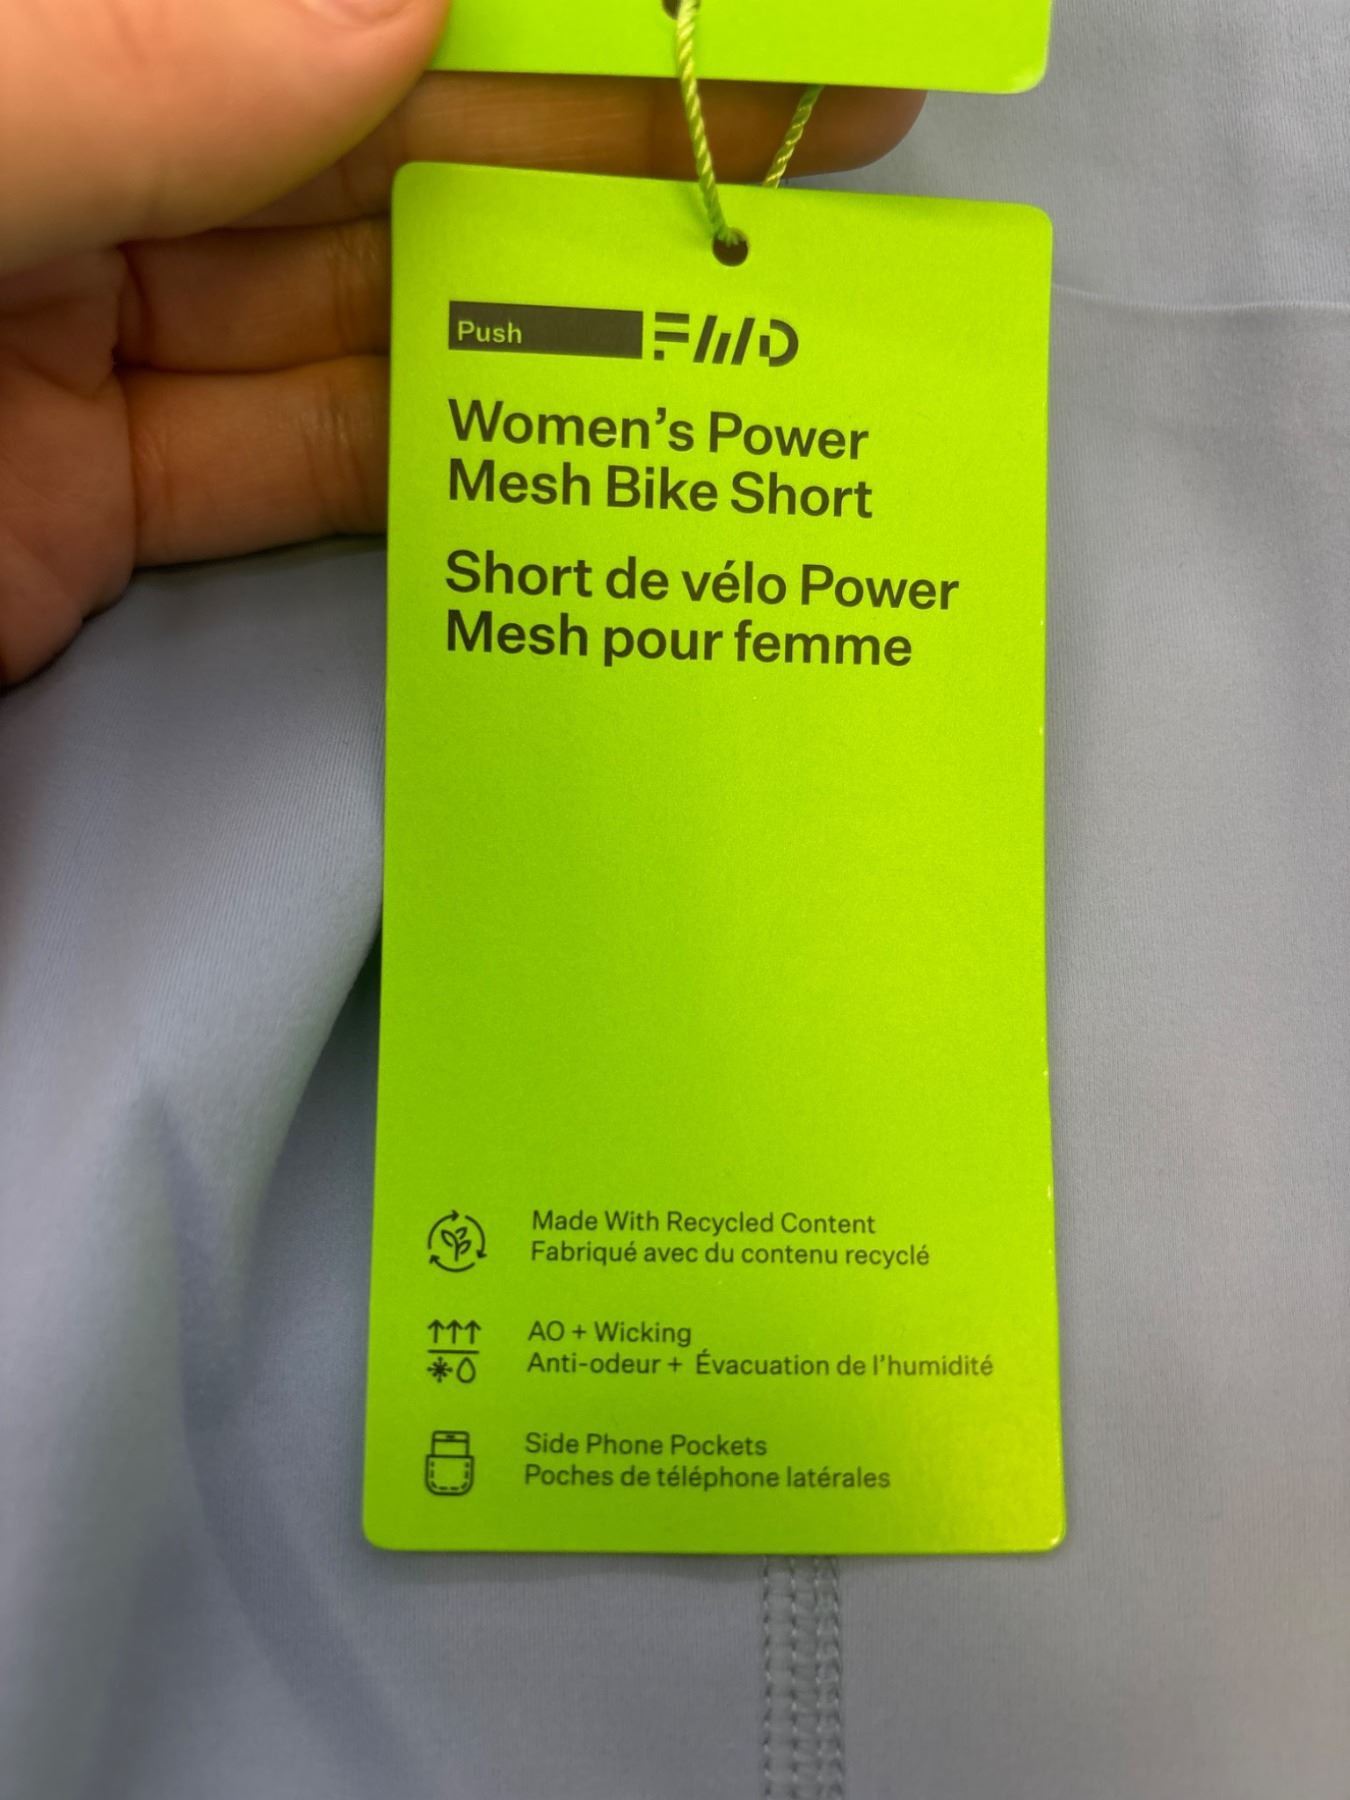 Push FWD
Women's Power
Mesh Bike Short
Short de vélo Power
Mesh pour femme
Made With Recycled Content
Fabriqué avec du contenu recyclé
AO + Wicking
Anti-odeur + Évacuation de l'humidité
Side Phone Pockets
Poches de téléphone latérales